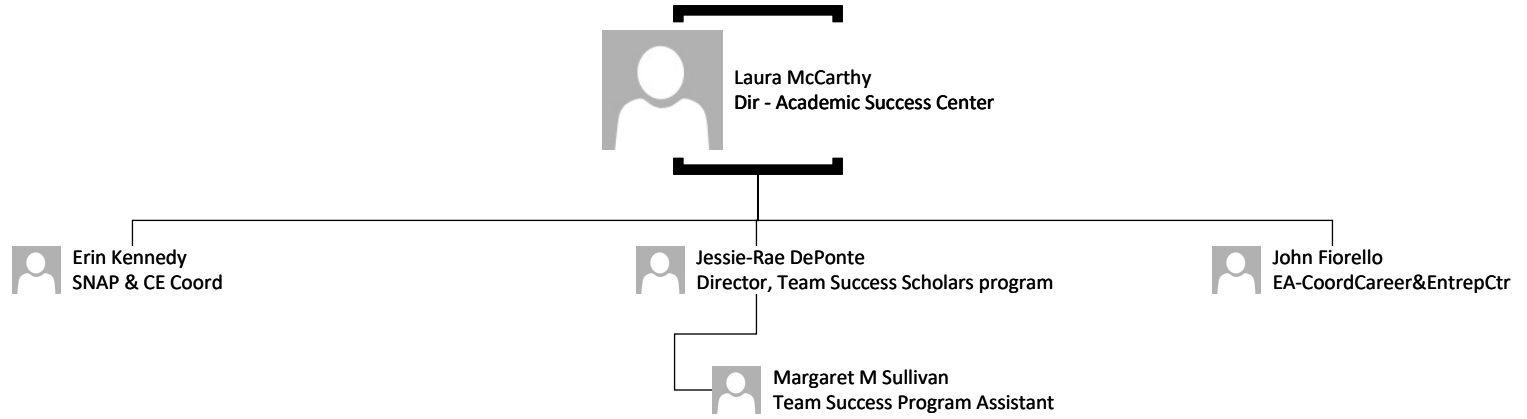 Laura McCarthy
Dir - Academic Success Center
Erin Kennedy
SNAP & CE Coord
Jessie-Rae DePonte
Director, Team Success Scholars program
John Fiorello
EA-CoordCareer&EntrepCtr
Margaret M Sullivan
Team Success Program Assistant